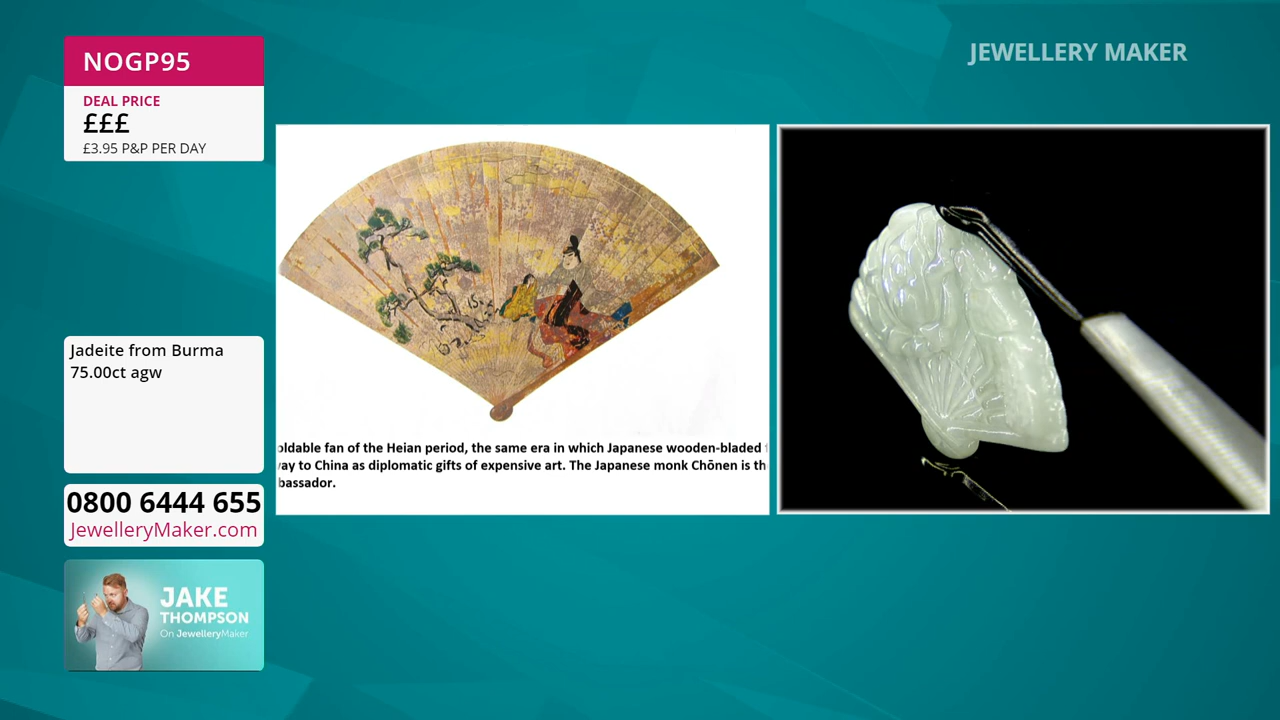 NOGP95
DEAL PRICE
£££
£3.95 P&P PER DAY
JEWELLERY MAKER
oldable fan of the Heian period, the same era in which Japanese wooden-bladed
ay to China as diplomatic gifts of expensive art. The Japanese monk Chōnen is th
bassador.
Jadeite from Burma
75.00ct agw
0800 6444 655
JewelleryMaker.com
JAKE
THOMPSON
On JewelleryMaker